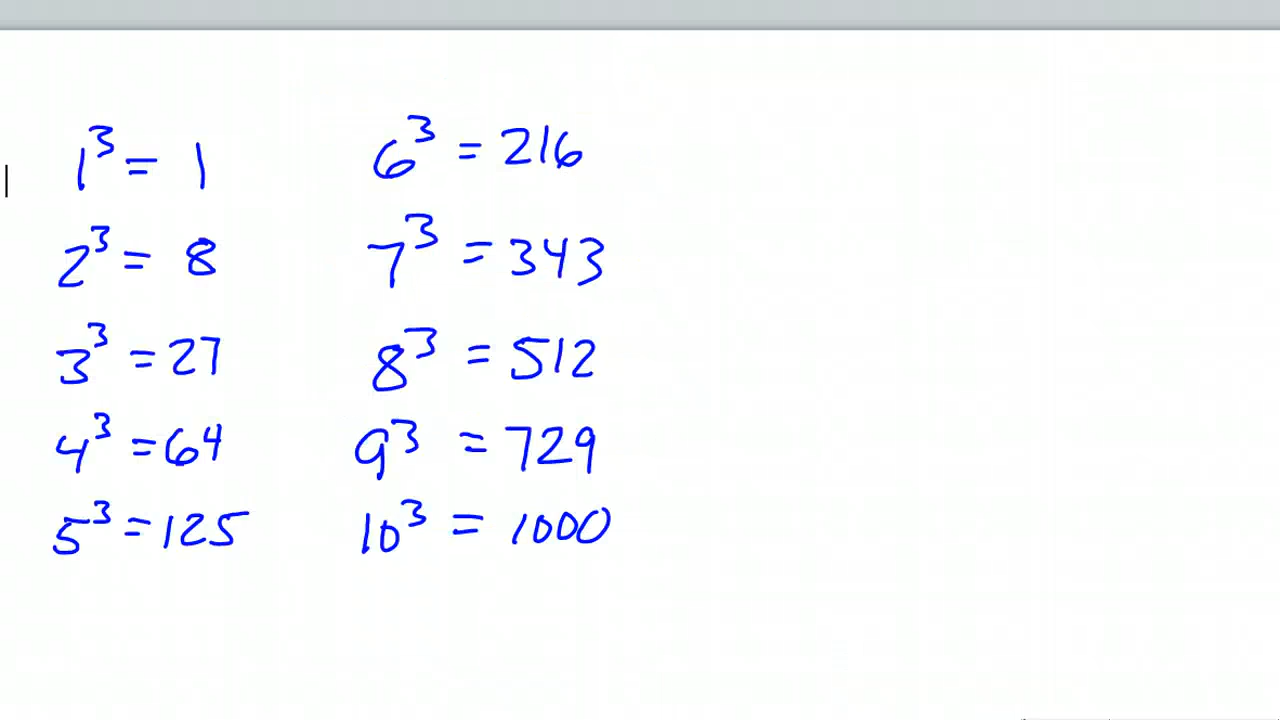 1³ = 1
2³ = 8
3³ = 27
4³ = 64
5³ = 125
6³ = 216
7³ = 343
8³ = 512
9³ = 729
10³ = 1000